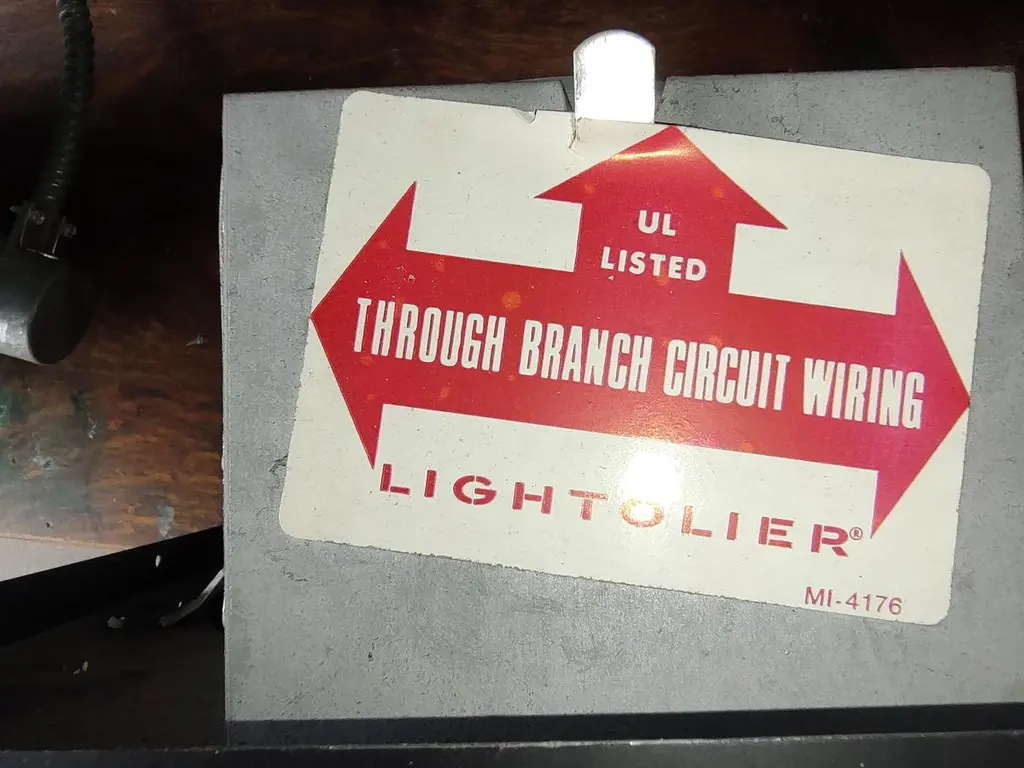 UL
LISTED
THROUGH BRANCH CIRCUIT WIRING
LIGHTOLIER®
MI-4176